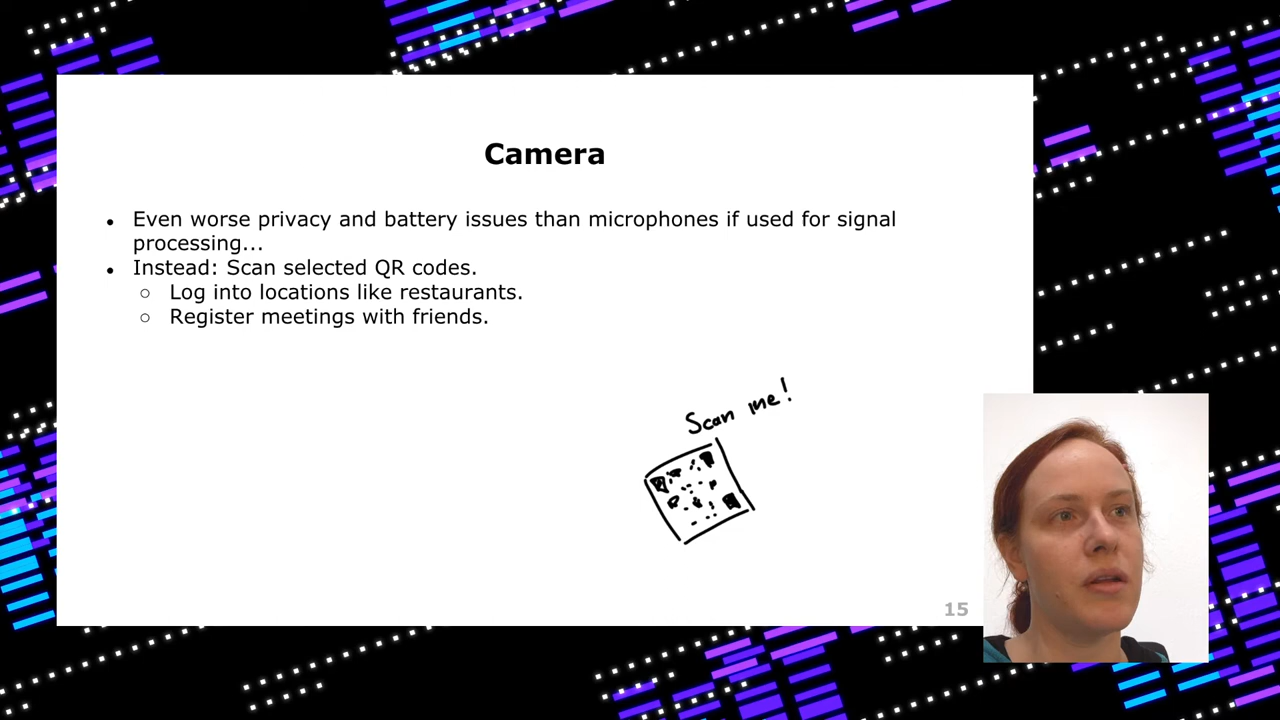 Camera
• Even worse privacy and battery issues than microphones if used for signal
processing...
• Instead: Scan selected QR codes.
○ Log into locations like restaurants.
○ Register meetings with friends.
Scan me!
15